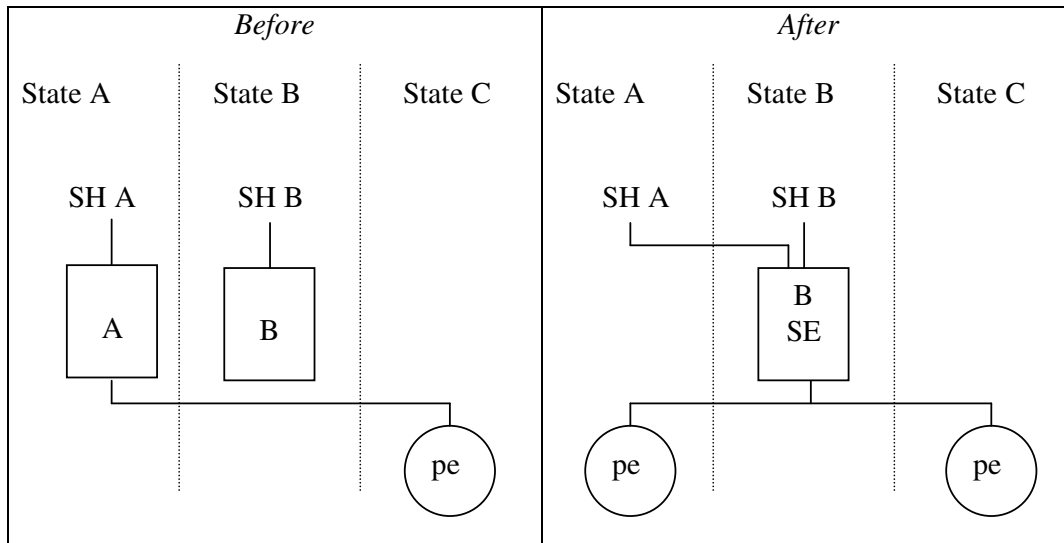 Before
State A State B State C
SH A SH B
A B
pe
After
State A State B State C
SH A SH B
B
SE
pe pe